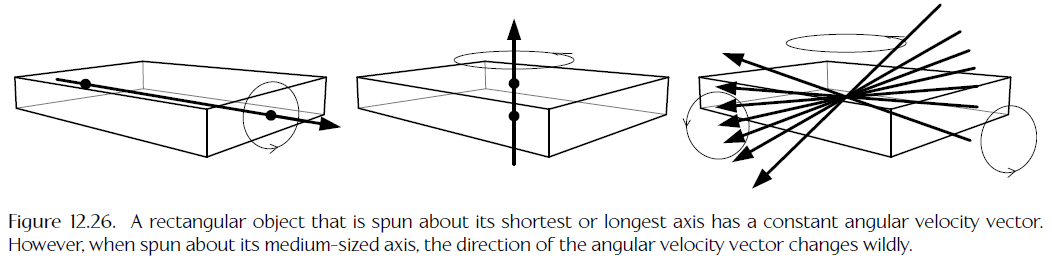 Figure 12.26. A rectangular object that is spun about its shortest or longest axis has a constant angular velocity vector.
However, when spun about its medium-sized axis, the direction of the angular velocity vector changes wildly.